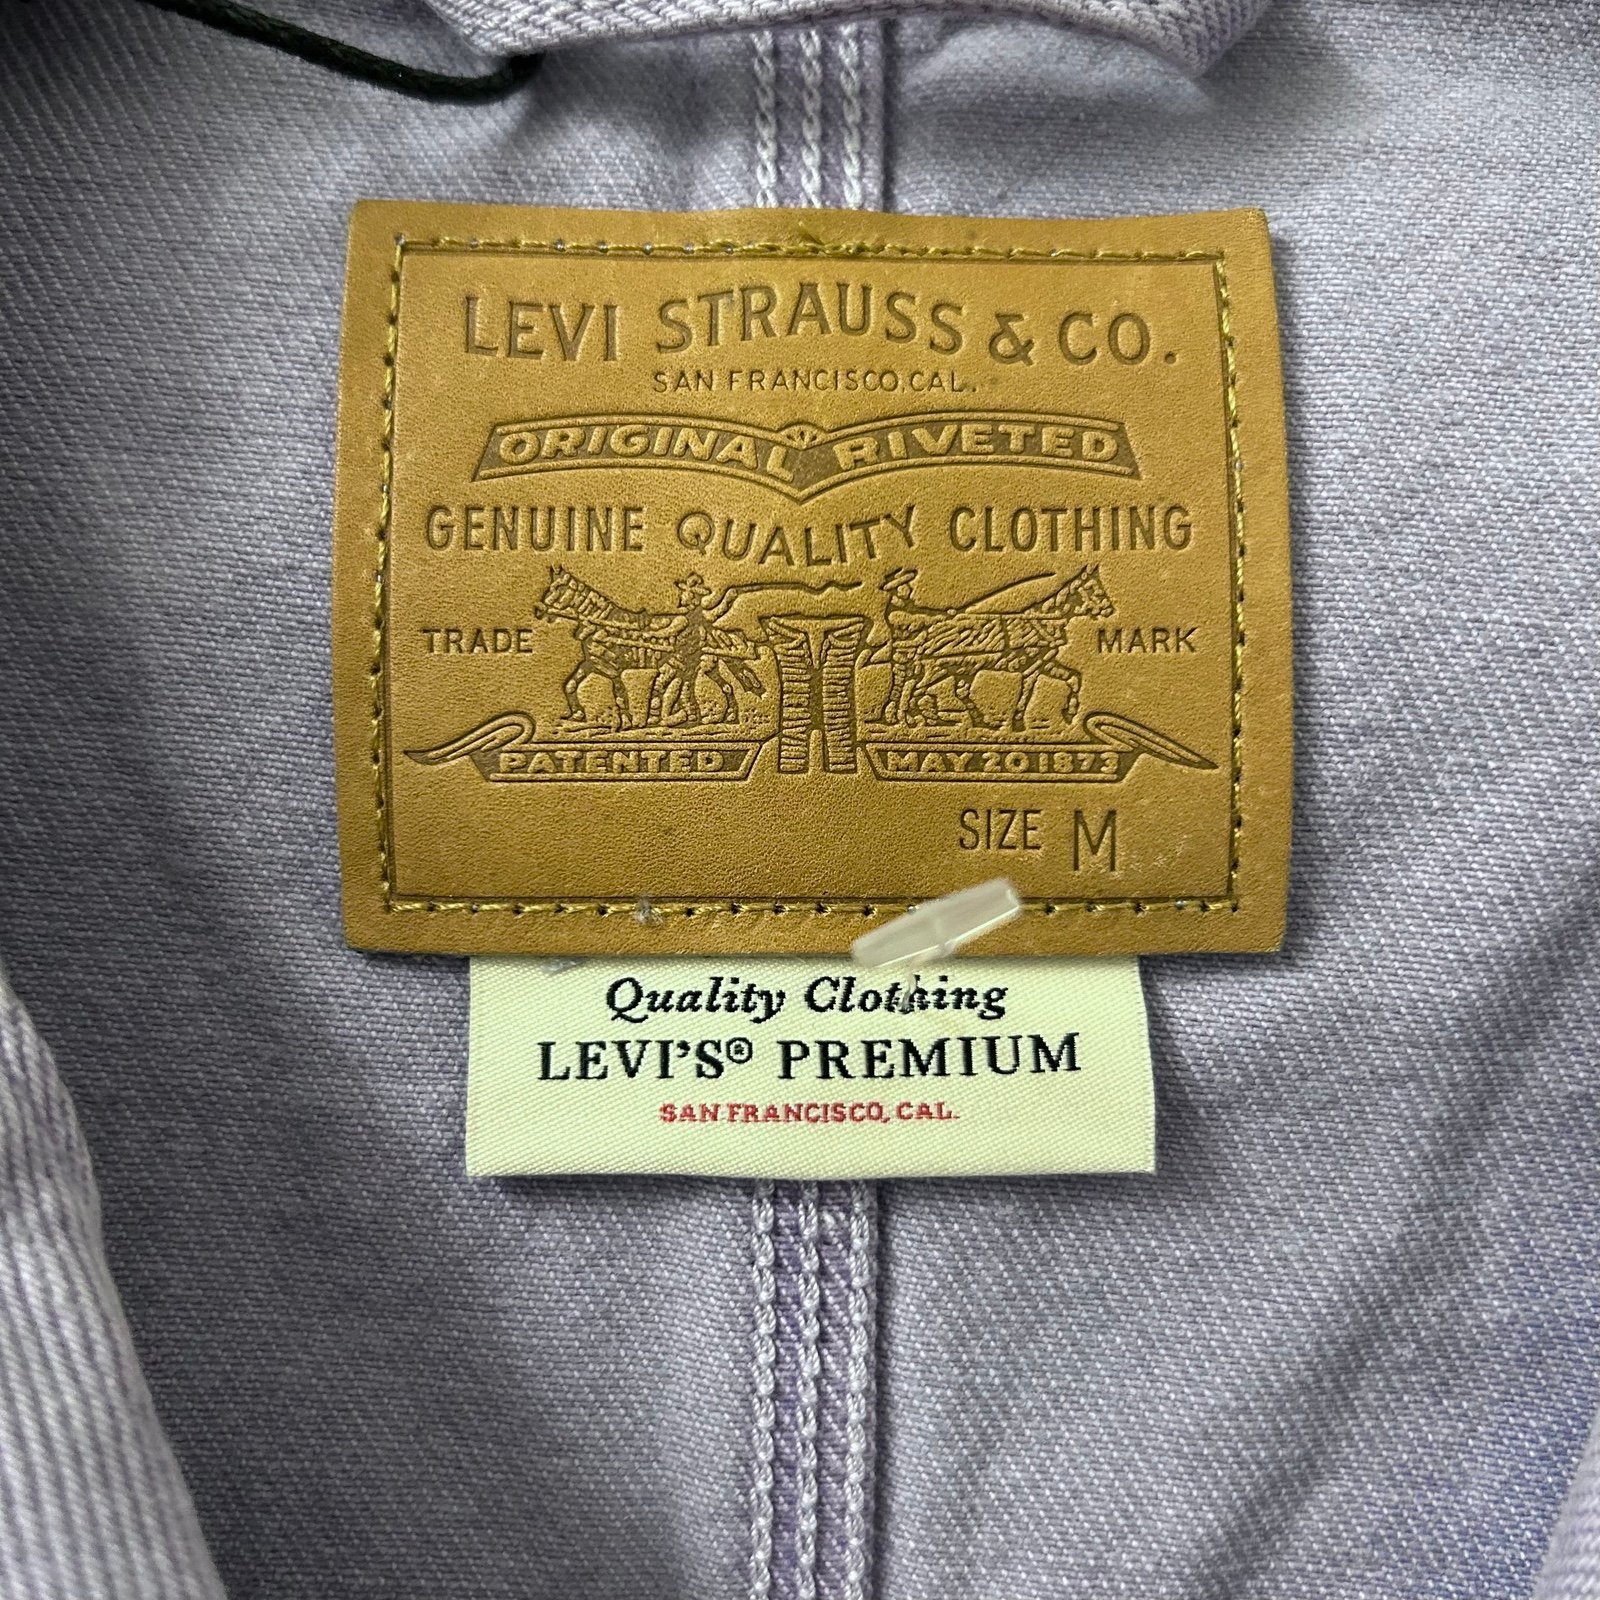 LEVI STRAUSS & CO.
SAN FRANCISCO, CAL.
ORIGINAL RIVETED
GENUINE QUALITY CLOTHING
TRADE MARK
PATENTED MAY 20 1873
SIZE M
Quality Clothing
LEVI'S® PREMIUM
SAN FRANCISCO, CAL.